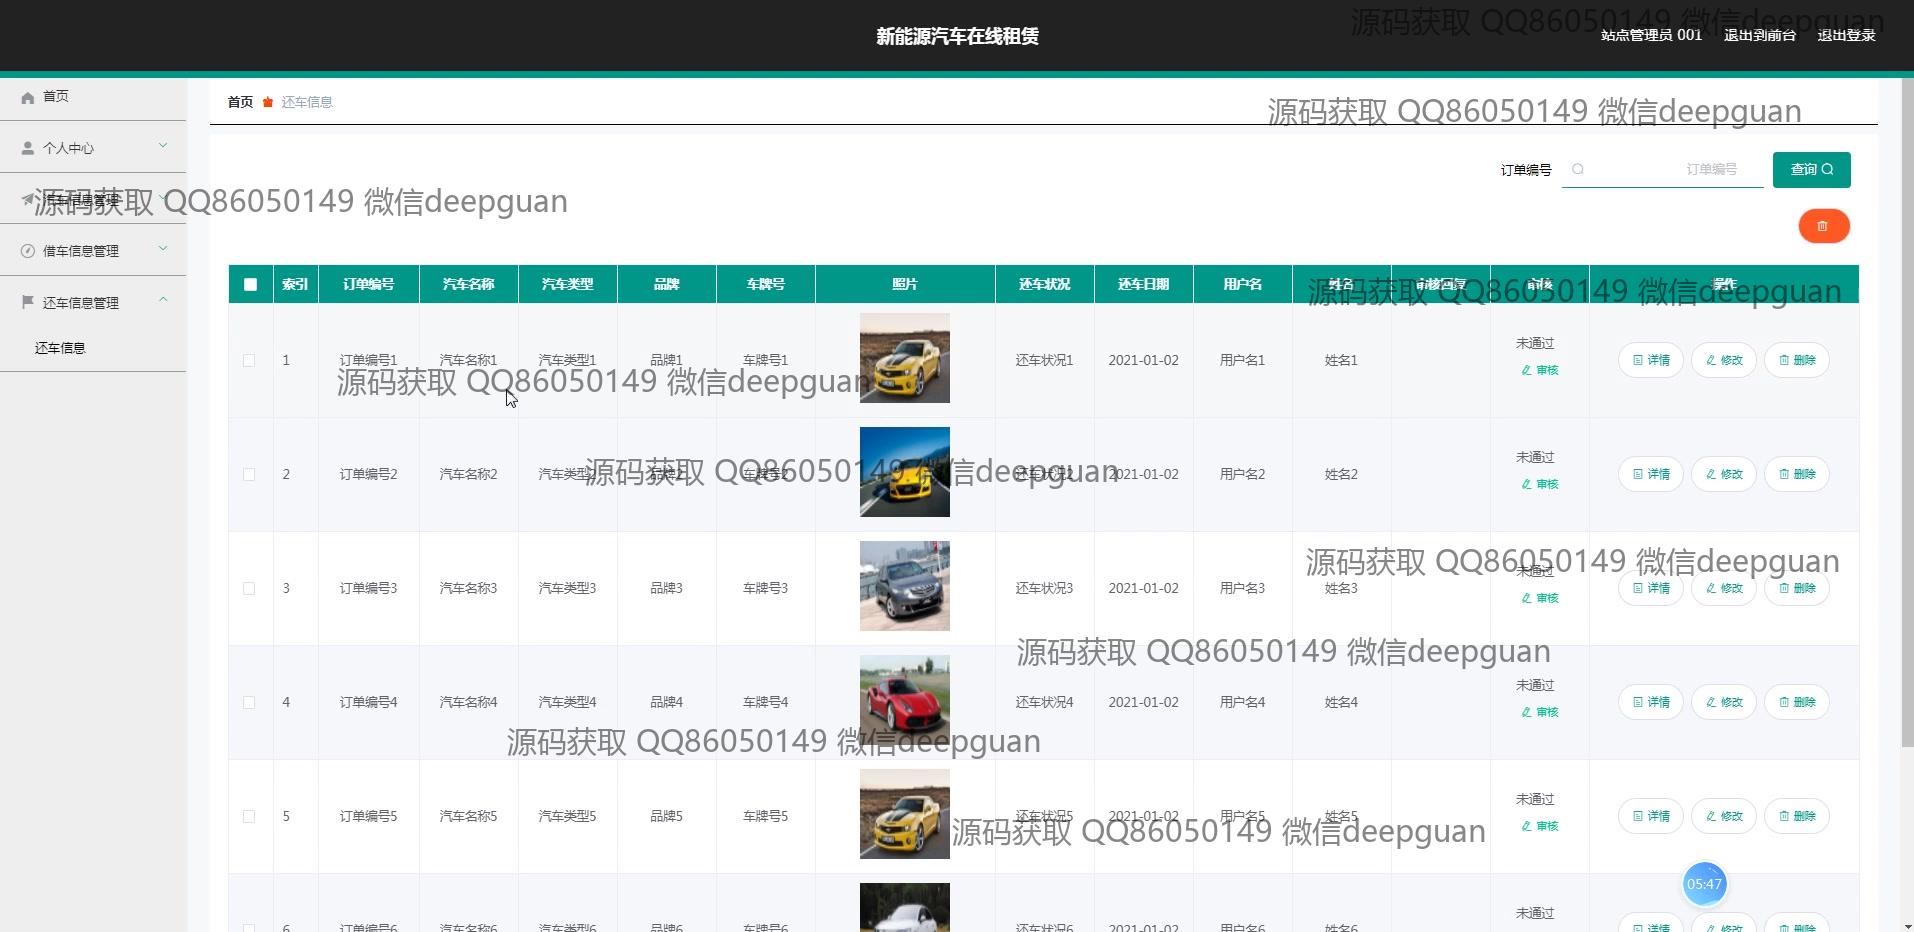 新能源汽车在线租赁
源码获取 QQ86050149 微信deepguan
站点管理员 001 退出到前台 退出登录
首页
首页 还车信息
源码获取 QQ86050149 微信deepguan
个人中心
订单编号 订单编号 查询
汽车信息管理
源码获取 QQ86050149 微信deepguan
借车信息管理
还车信息管理
还车信息
索引 订单编号 汽车名称 汽车类型 品牌 车牌号 照片 还车状况 还车日期 用户名 姓名 审核回复 审核 操作
源码获取 QQ86050149 微信deepguan
1 订单编号1 汽车名称1 汽车类型1 品牌1 车牌号1 还车状况1 2021-01-02 用户名1 姓名1 未通过 审核 详情 修改 删除
源码获取 QQ86050149 微信deepguan
2 订单编号2 汽车名称2 汽车类型2 品牌2 车牌号2 还车状况2 2021-01-02 用户名2 姓名2 未通过 审核 详情 修改 删除
源码获取 QQ86050149 微信deepguan
3 订单编号3 汽车名称3 汽车类型3 品牌3 车牌号3 还车状况3 2021-01-02 用户名3 姓名3 未通过 审核 详情 修改 删除
源码获取 QQ86050149 微信deepguan
源码获取 QQ86050149 微信deepguan
4 订单编号4 汽车名称4 汽车类型4 品牌4 车牌号4 还车状况4 2021-01-02 用户名4 姓名4 未通过 审核 详情 修改 删除
源码获取 QQ86050149 微信deepguan
5 订单编号5 汽车名称5 汽车类型5 品牌5 车牌号5 还车状况5 2021-01-02 用户名5 姓名5 未通过 审核 详情 修改 删除
源码获取 QQ86050149 微信deepguan
05:47
6 订单编号6 汽车名称6 汽车类型6 品牌6 车牌号6 还车状况6 2021-01-02 用户名6 姓名6 未通过 详情 修改 删除